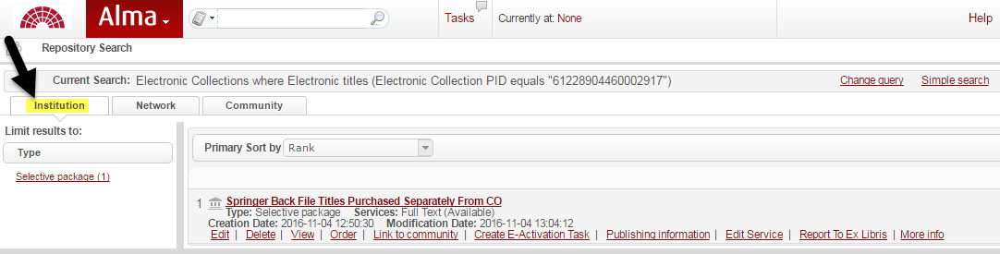 Alma
Tasks
Currently at: None
Help
Repository Search
Current Search: Electronic Collections where Electronic titles (Electronic Collection PID equals "61228904460002917")
Change query
Simple search
Institution
Network
Community
Limit results to:
Type
Selective package (1)
Primary Sort by Rank
1 Springer Back File Titles Purchased Separately From CO
Type: Selective package Services: Full Text (Available)
Creation Date: 2016-11-04 12:50:30 Modification Date: 2016-11-04 13:04:12
Edit | Delete | View | Order | Link to community | Create E-Activation Task | Publishing information | Edit Service | Report To Ex Libris | More info